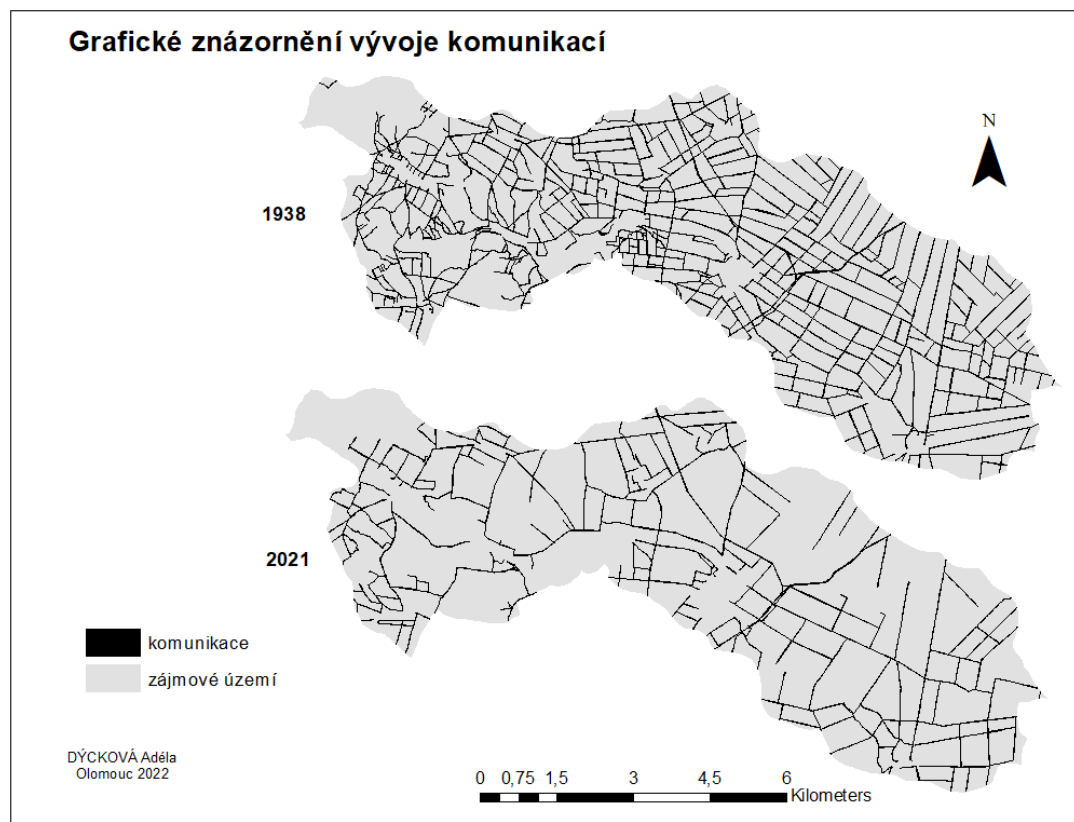 Grafické znázornění vývoje komunikací
N
1938
2021
komunikace
zájmové území
DÝCKOVÁ Adéla
Olomouc 2022
0 0,75 1,5 3 4,5 6
Kilometers